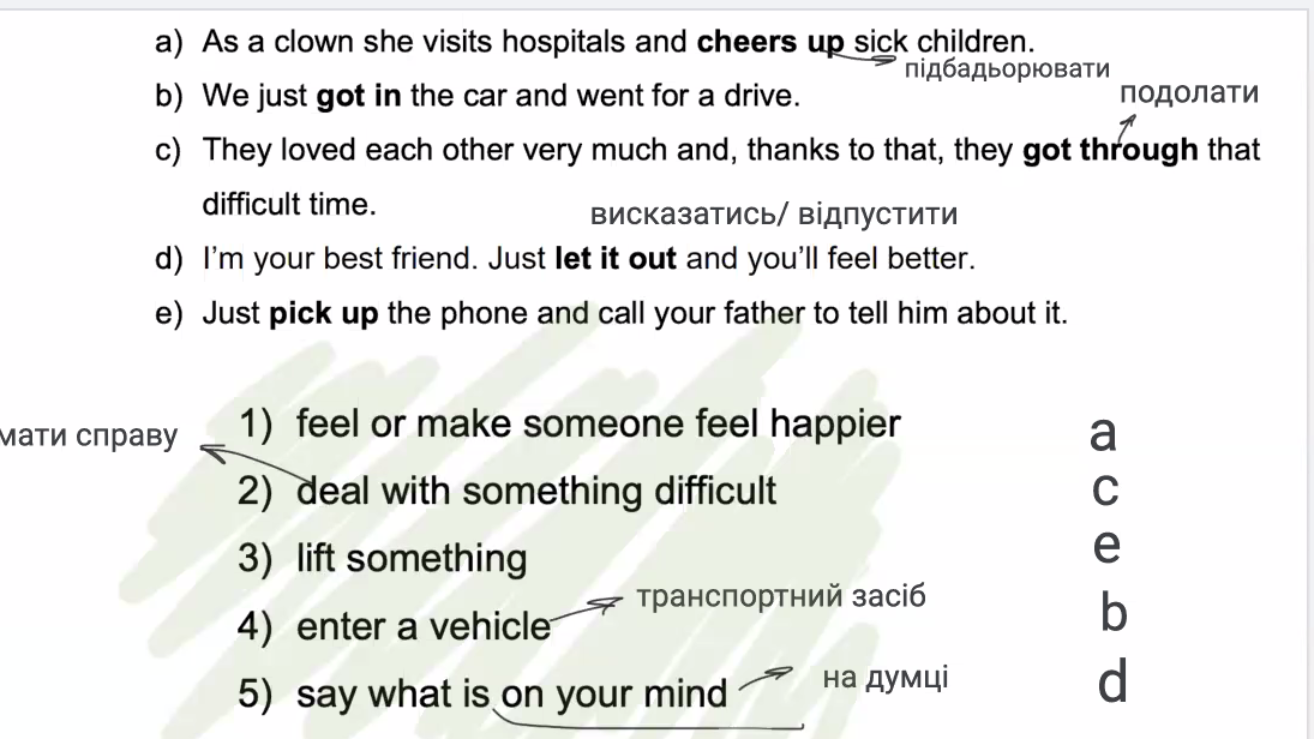 a) As a clown she visits hospitals and cheers up sick children.
підбадьорювати
b) We just got in the car and went for a drive.
подолати
c) They loved each other very much and, thanks to that, they got through that
difficult time.
висказатись/ відпустити
d) I'm your best friend. Just let it out and you'll feel better.
e) Just pick up the phone and call your father to tell him about it.
1) feel or make someone feel happier a
мати справу
2) deal with something difficult c
3) lift something e
транспортний засіб
4) enter a vehicle b
5) say what is on your mind на думці d